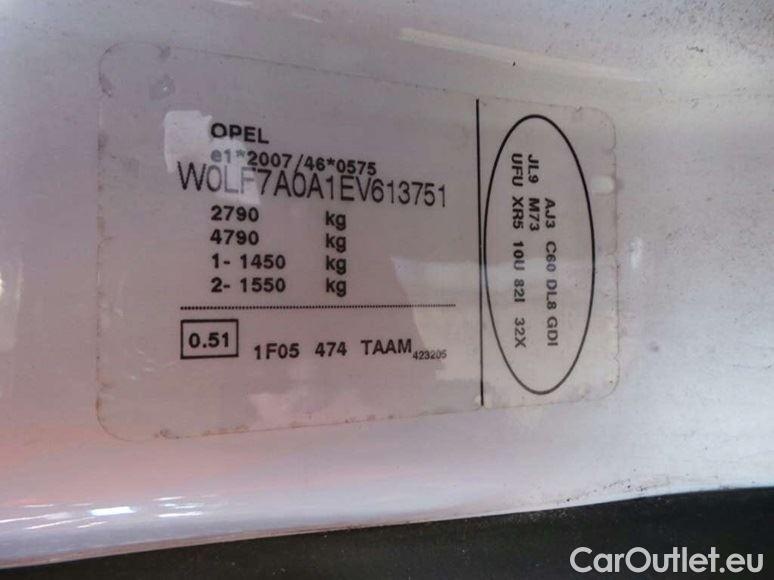 OPEL
e1*2007/46*0575
W0LF7A0A1EV613751
2790 kg
4790 kg
1- 1450 kg
2- 1550 kg
0.51 1F05 474 TAAM 423205
AJ3 C60 DL8 GDI
JL9 M73
UFU XR5 10U 82I 32X
CarOutlet.eu